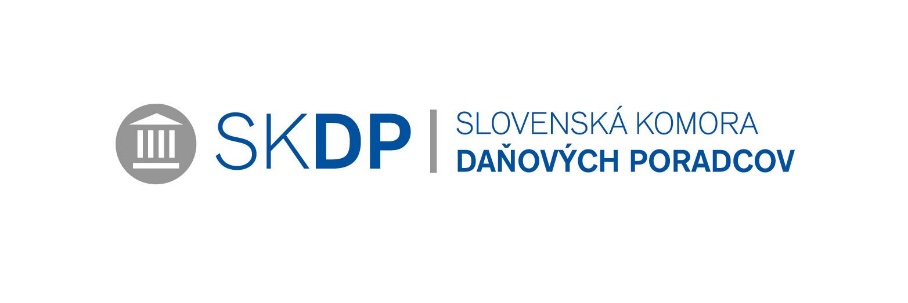 SKDP
SLOVENSKÁ KOMORA
DAŇOVÝCH PORADCOV